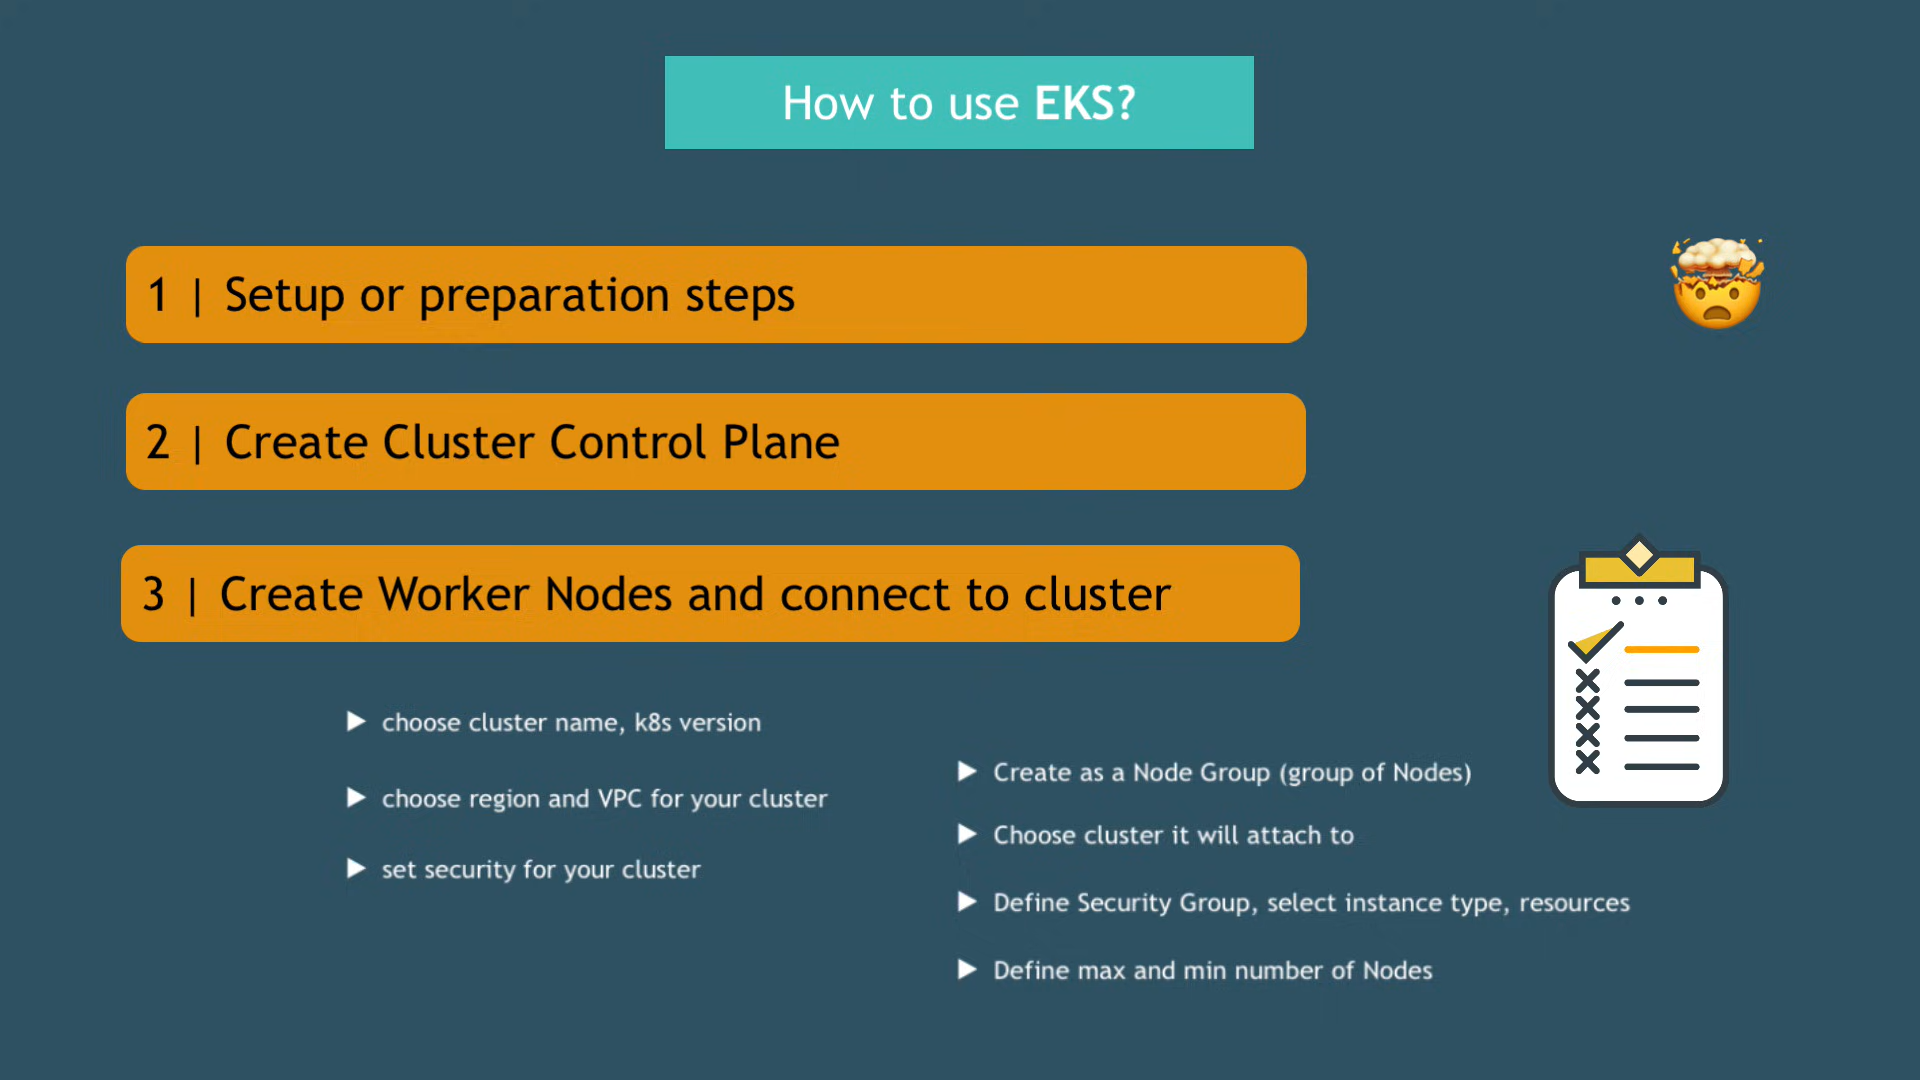 How to use EKS?
1 | Setup or preparation steps
2 | Create Cluster Control Plane
3 | Create Worker Nodes and connect to cluster
choose cluster name, k8s version
choose region and VPC for your cluster
set security for your cluster
Create as a Node Group (group of Nodes)
Choose cluster it will attach to
Define Security Group, select instance type, resources
Define max and min number of Nodes